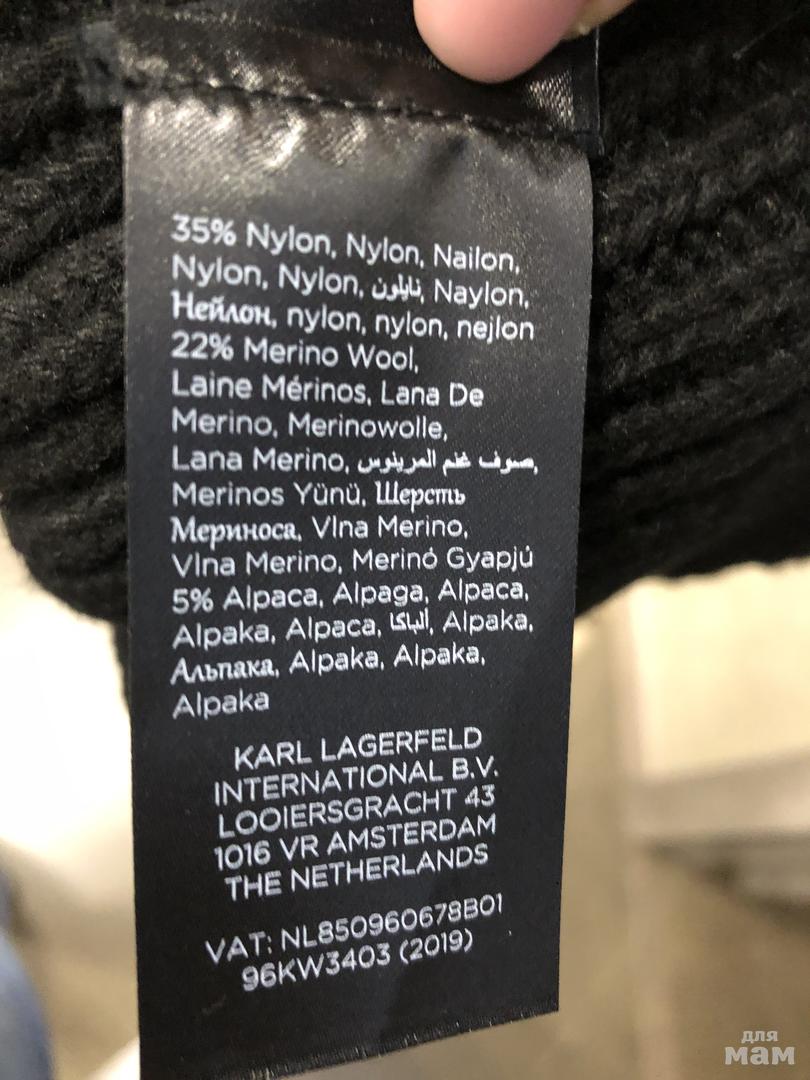 35% Nylon, Nylon, Nailon,
Nylon, Nylon, نايلون, Naylon,
Нейлон, nylon, nylon, nejlon
22% Merino Wool,
Laine Mérinos, Lana De
Merino, Merinowolle,
Lana Merino, صوف غنم المرينوس,
Merinos Yünü, Шерсть
Мериноса, Vlna Merino,
Vlna Merino, Merinó Gyapjú
5% Alpaca, Alpaga, Alpaca,
Alpaka, Alpaca, ألباكا, Alpaka,
Альпака, Alpaka, Alpaka,
Alpaka
KARL LAGERFELD
INTERNATIONAL B.V.
LOOIERSGRACHT 43
1016 VR AMSTERDAM
THE NETHERLANDS
VAT: NL850960678B01
96KW3403 (2019)
для
мам